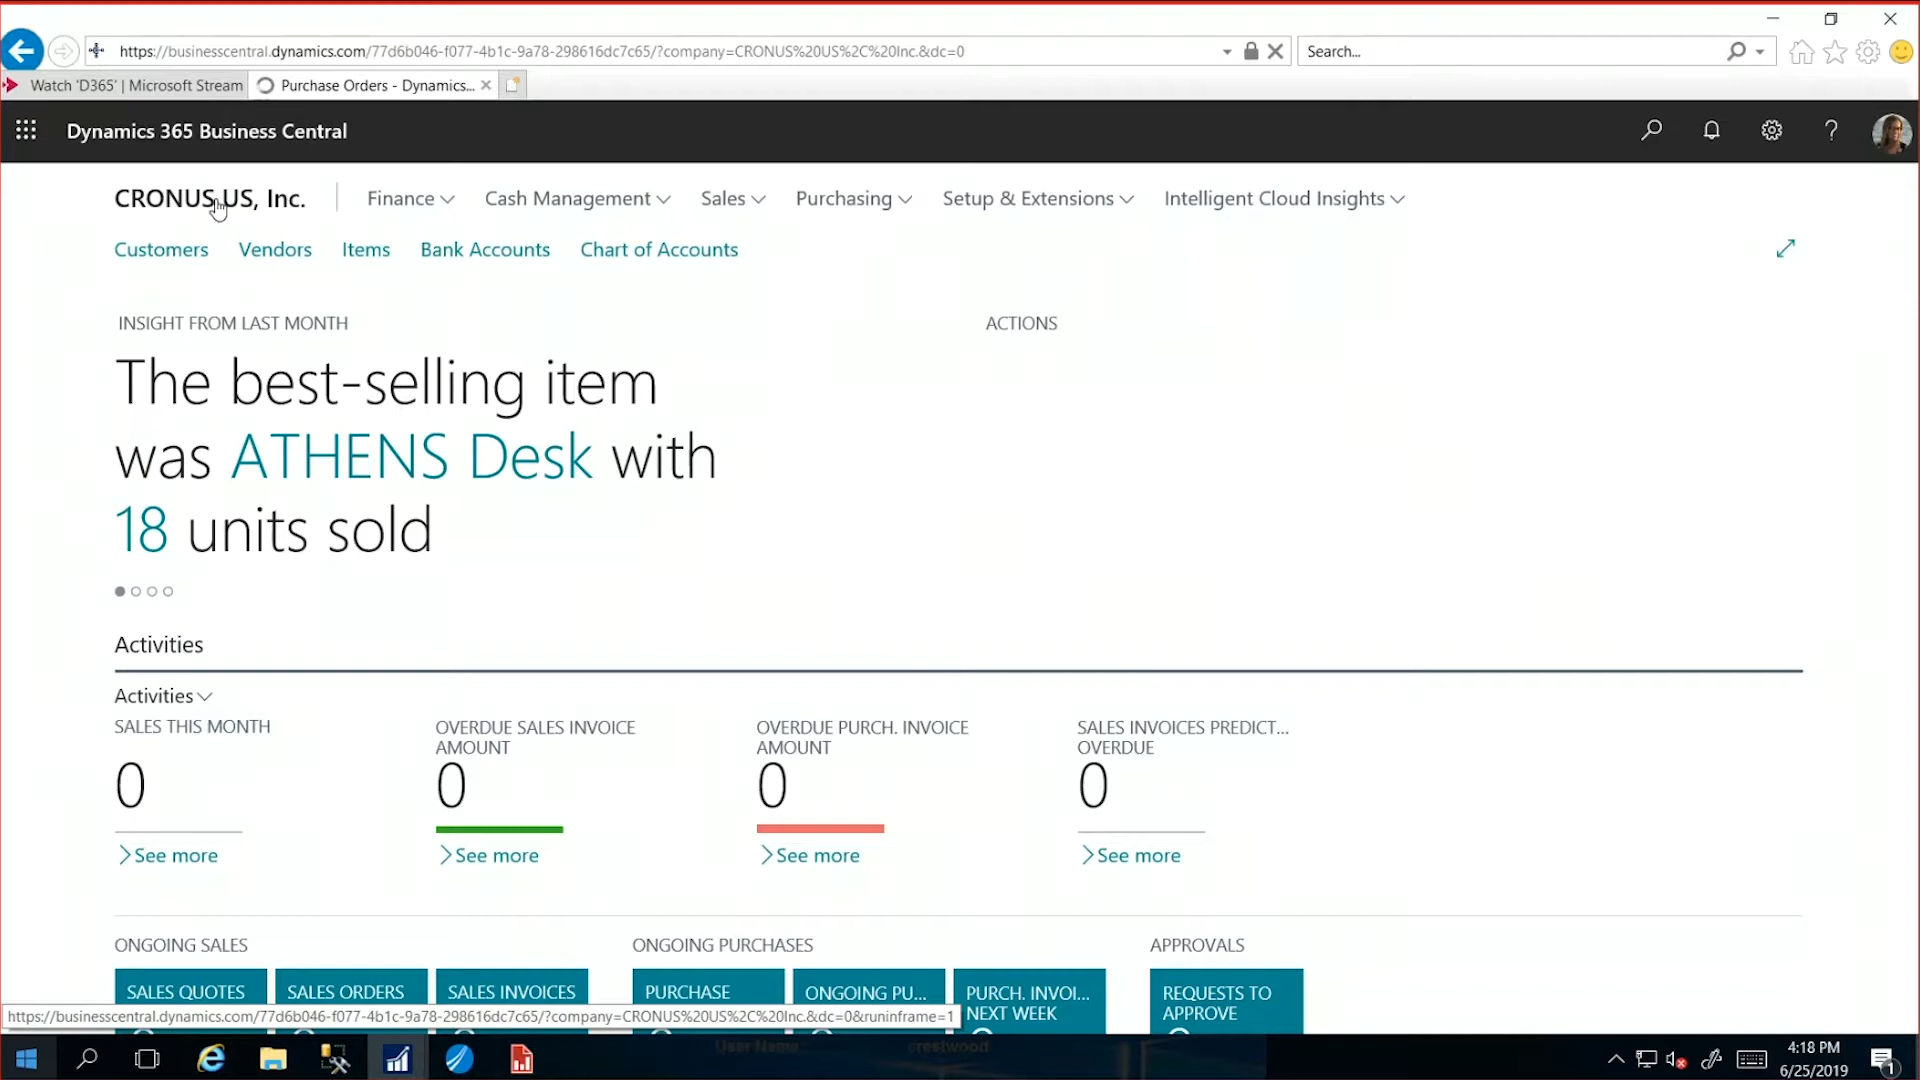 https://businesscentral.dynamics.com/77d6b046-f077-4b1c-9a78-298616dc7c65/?company=CRONUS%20US%2C%20Inc.&dc=0
Search...
Watch 'D365' | Microsoft Stream
Purchase Orders - Dynamics...
Dynamics 365 Business Central
?
CRONUS US, Inc.
Finance
Cash Management
Sales
Purchasing
Setup & Extensions
Intelligent Cloud Insights
Customers
Vendors
Items
Bank Accounts
Chart of Accounts
INSIGHT FROM LAST MONTH
ACTIONS
The best-selling item
was ATHENS Desk with
18 units sold
Activities
Activities
SALES THIS MONTH
0
See more
OVERDUE SALES INVOICE
AMOUNT
0
See more
OVERDUE PURCH. INVOICE
AMOUNT
0
See more
SALES INVOICES PREDICT...
OVERDUE
0
See more
ONGOING SALES
SALES QUOTES
SALES ORDERS
SALES INVOICES
ONGOING PURCHASES
PURCHASE
ONGOING PU...
PURCH. INVOI...
NEXT WEEK
APPROVALS
REQUESTS TO
APPROVE
https://businesscentral.dynamics.com/77d6b046-f077-4b1c-9a78-298616dc7c65/?company=CRONUS%20US%2C%20Inc.&dc=0&runinframe=1
User Name
crestwood
4:18 PM
6/25/2019
1